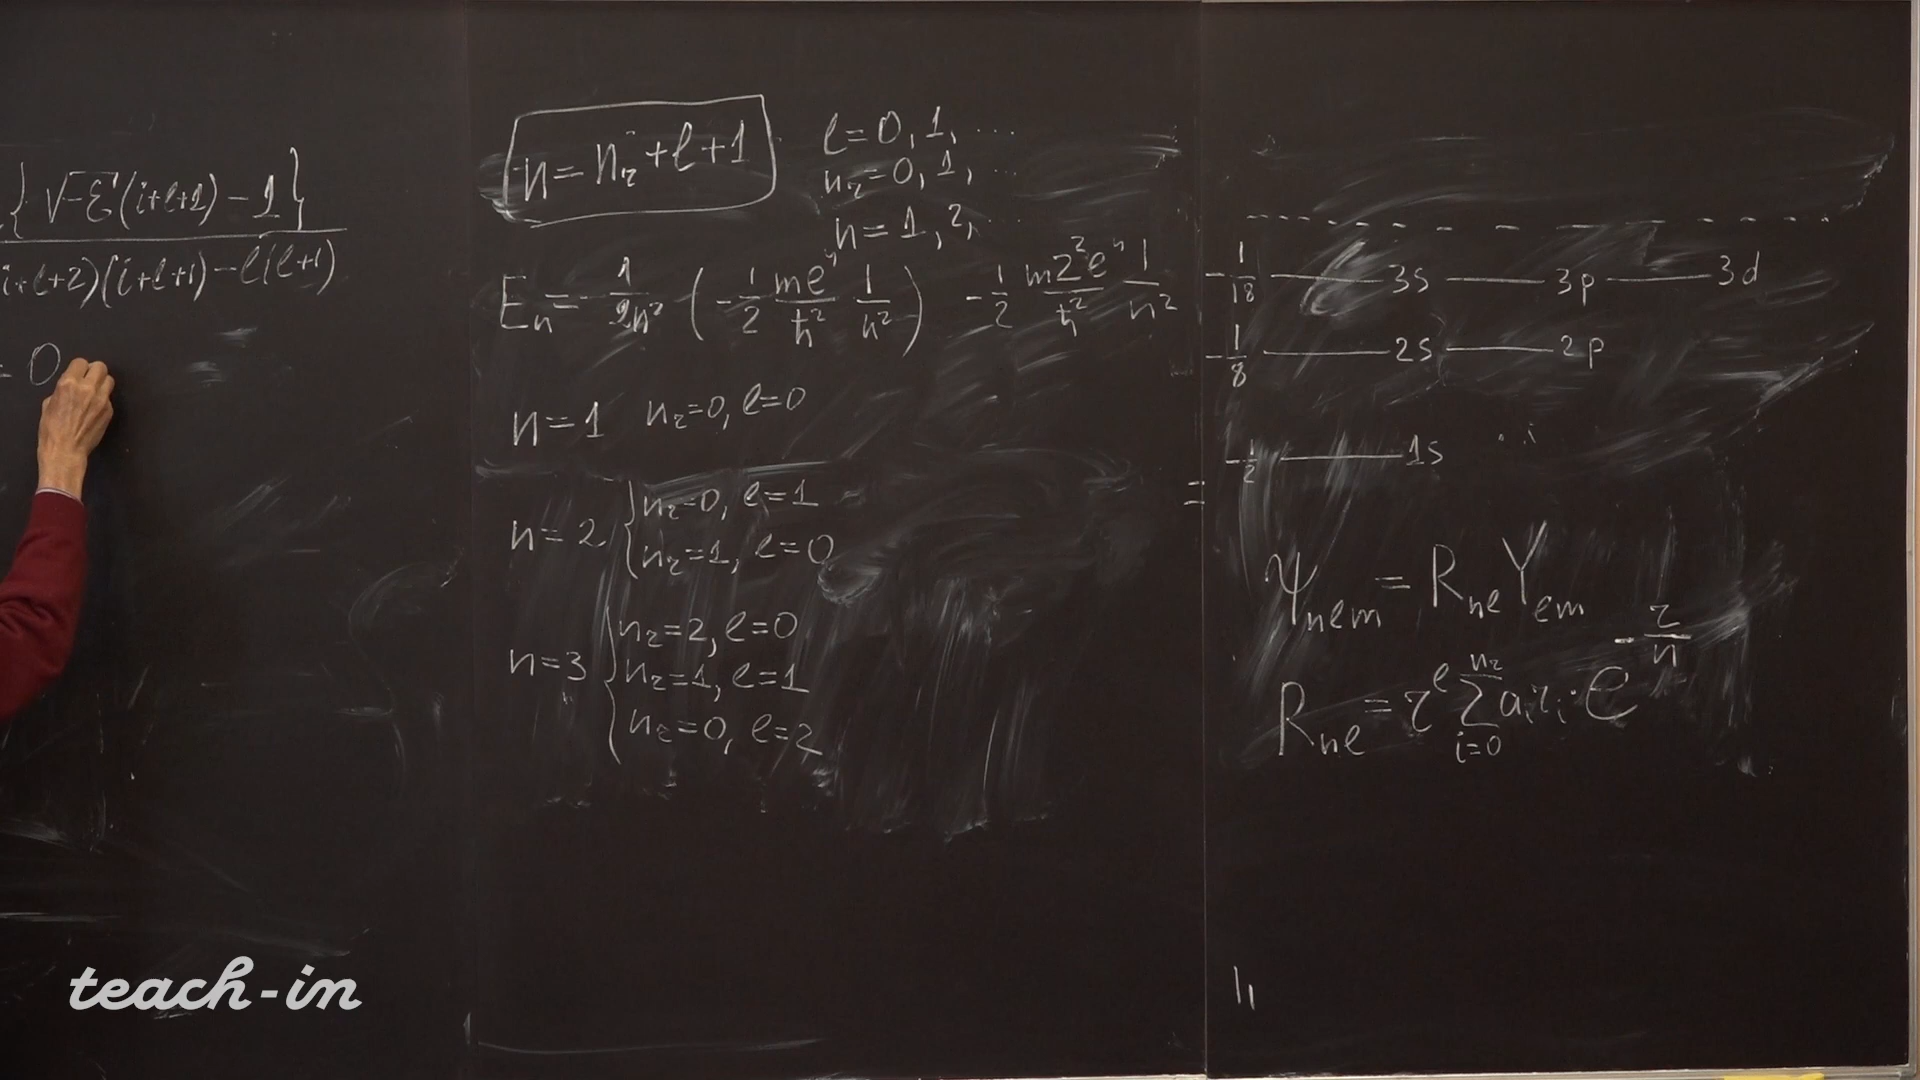 { √-ε (i+l+1) - 1 }
i+l+2)(i+l+1) - l(l+1)
= 0
n = n_r + l + 1
l = 0, 1, ...
n_r = 0, 1, ...
n = 1, 2, ...
E_n = - 1/2n² ( - 1/2 me⁴/ħ² 1/n² ) - 1/2 mZ²e⁴/ħ² 1/n²
n = 1 n_r = 0, l = 0
n = 2 { n_r = 0, l = 1
n_r = 1, l = 0
n = 3 { n_r = 2, l = 0
n_r = 1, l = 1
n_r = 0, l = 2
=
- 1/18 — 3s — 3p — 3d
- 1/8 — 2s — 2p
- 1/2 — 1s
ψ_nlm = R_nl Y_lm
R_nl = r^l Σ_{i=0}^{n_r} a_i r_i · e^{-r/n}
teach-in